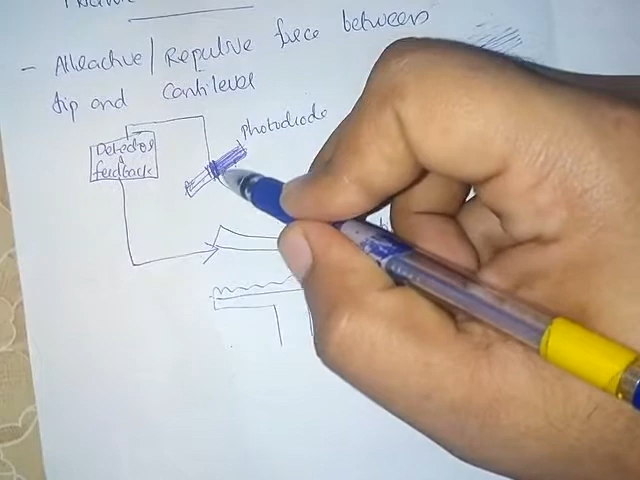 - Attractive / Repulsive force between
tip and Cantilever
photodiode
Detector
feedback